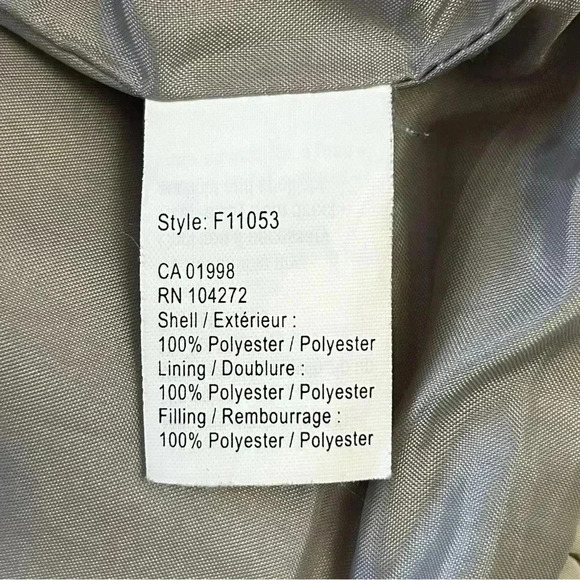 Style: F11053
CA 01998
RN 104272
Shell / Extérieur :
100% Polyester / Polyester
Lining / Doublure :
100% Polyester / Polyester
Filling / Rembourrage :
100% Polyester / Polyester